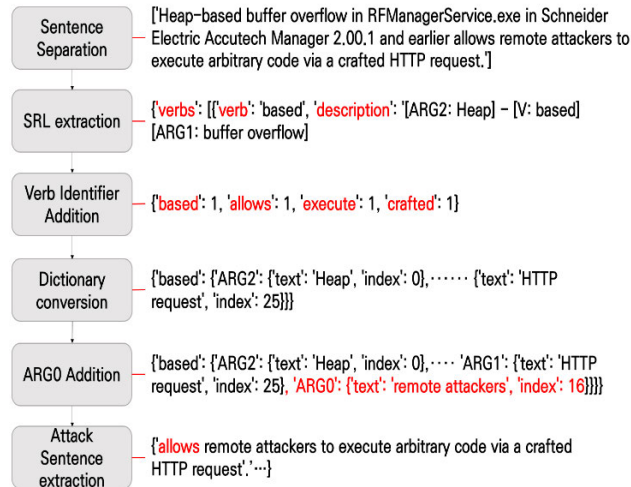 Sentence
Separation
['Heap-based buffer overflow in RFManagerService.exe in Schneider
Electric Accutech Manager 2.00.1 and earlier allows remote attackers to
execute arbitrary code via a crafted HTTP request.']
SRL extraction
{'verbs': [{'verb': 'based', 'description': '[ARG2: Heap] - [V: based]
[ARG1: buffer overflow]
Verb Identifier
Addition
{'based': 1, 'allows': 1, 'execute': 1, 'crafted': 1}
Dictionary
conversion
{'based': {'ARG2': {'text': 'Heap', 'index': 0},······ {'text': 'HTTP
request', 'index': 25}}}
ARG0 Addition
{'based': {'ARG2': {'text': 'Heap', 'index': 0},···· 'ARG1': {'text': 'HTTP
request', 'index': 25}, 'ARG0': {'text': 'remote attackers', 'index': 16}}}}
Attack
Sentence
extraction
{'allows remote attackers to execute arbitrary code via a crafted
HTTP request'.'···}